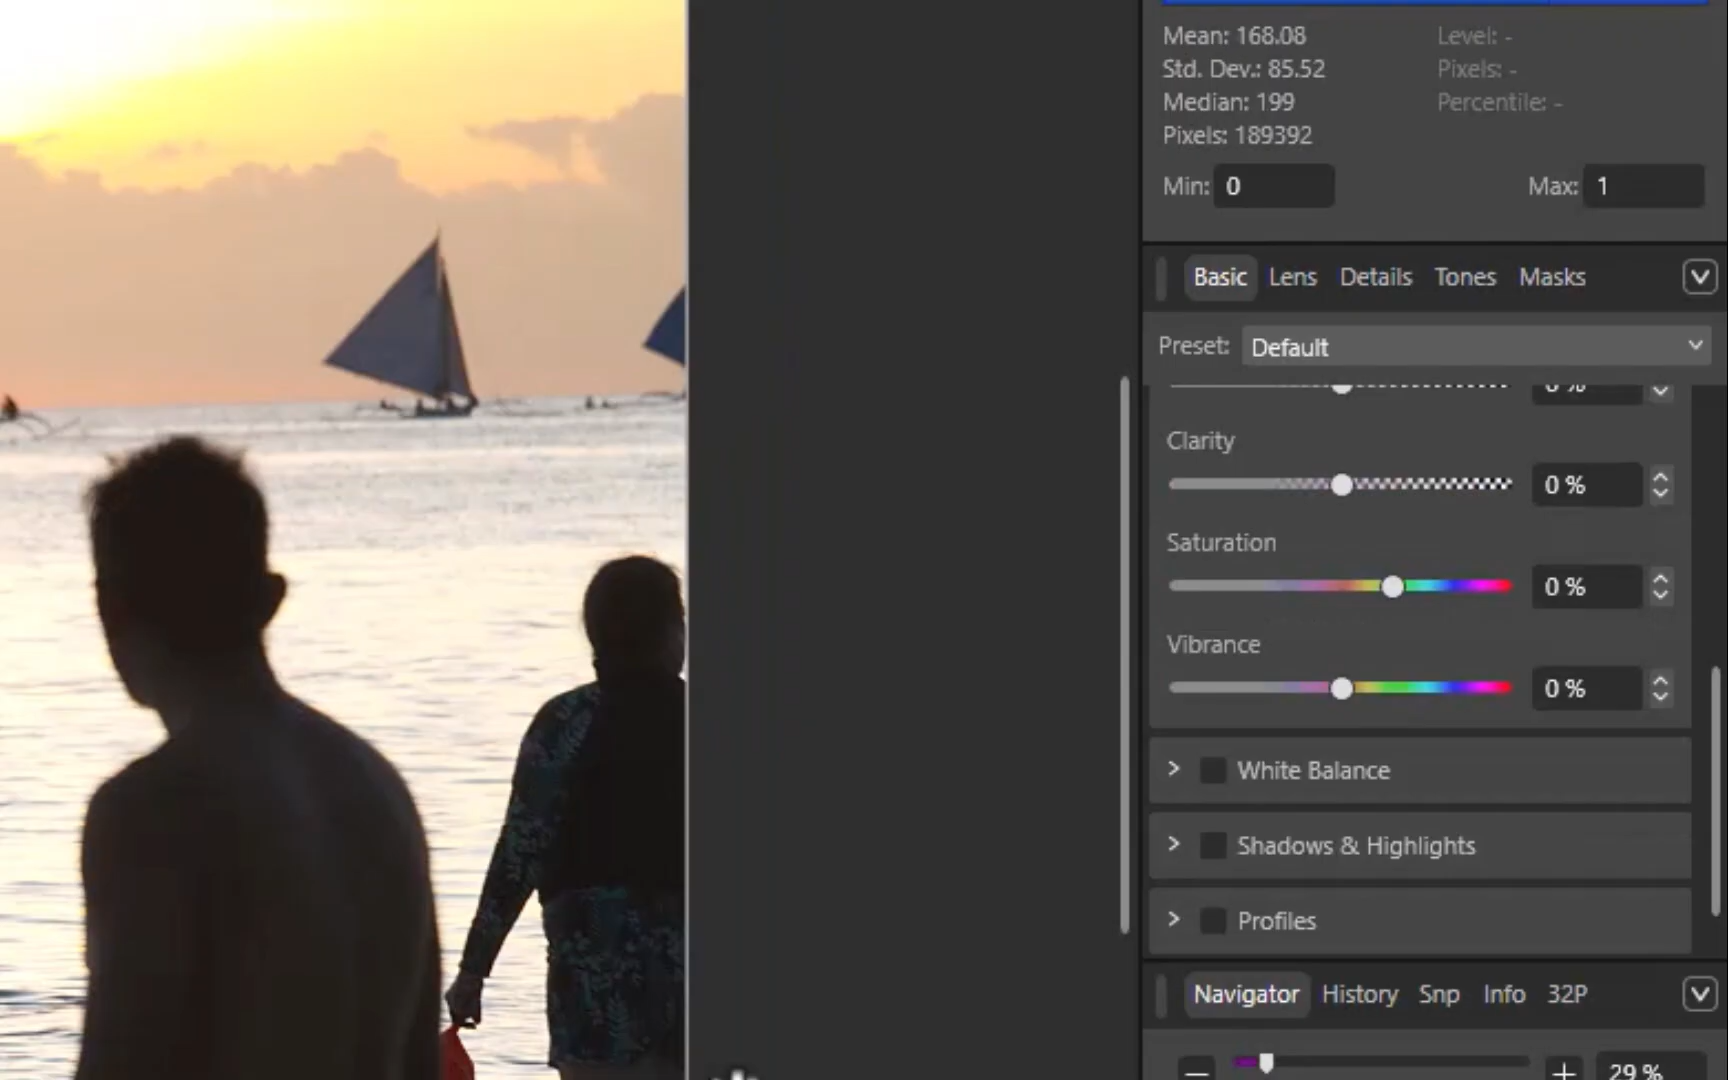 Mean: 168.08
Level: -
Std. Dev.: 85.52
Pixels: -
Median: 199
Percentile: -
Pixels: 189392
Min: 0
Max: 1
Basic Lens Details Tones Masks
Preset: Default
0 %
Clarity
0 %
Saturation
0 %
Vibrance
0 %
White Balance
Shadows & Highlights
Profiles
Navigator History Snp Info 32P
29 %